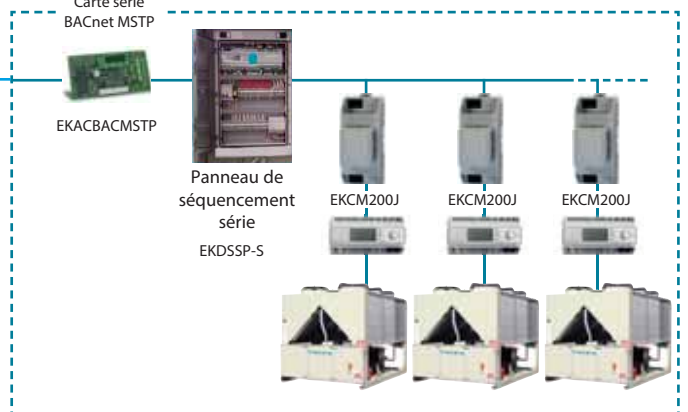 Carte série
BACnet MSTP
EKACBACMSTP
Panneau de
séquencement
série
EKDSSP-S
EKCM200J
EKCM200J
EKCM200J